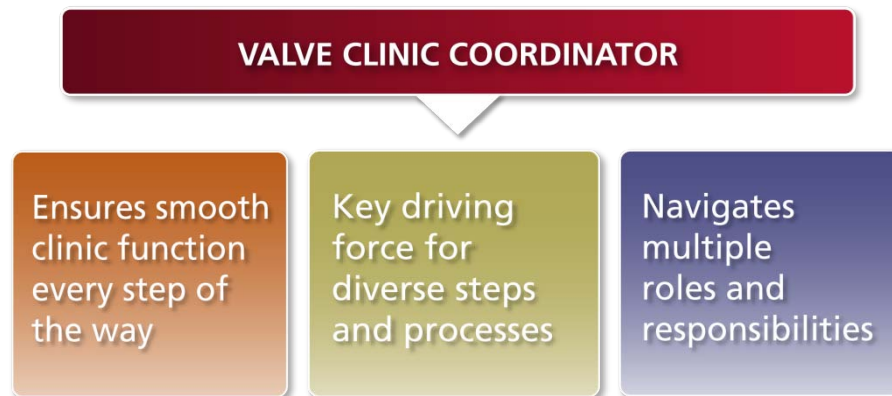 VALVE CLINIC COORDINATOR
Ensures smooth
clinic function
every step of
the way
Key driving
force for
diverse steps
and processes
Navigates
multiple
roles and
responsibilities